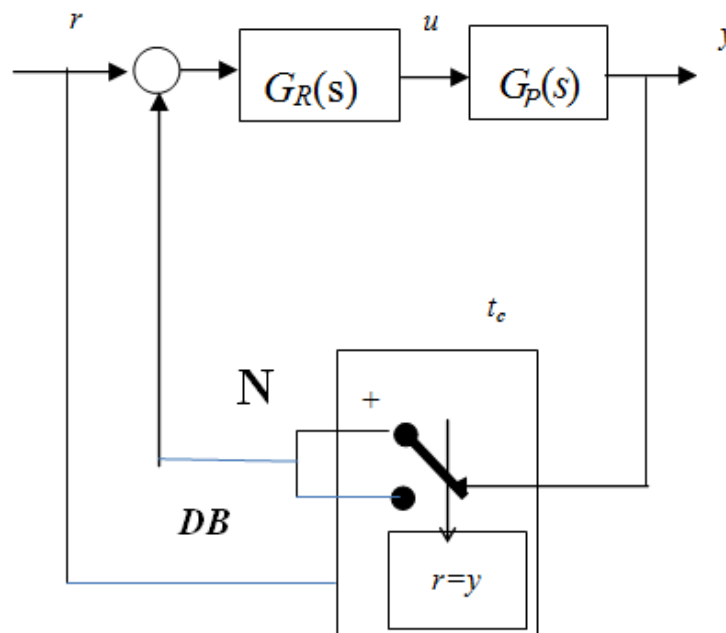 r
u
y
G_R(s)
G_P(s)
t_c
N
+
DB
r=y